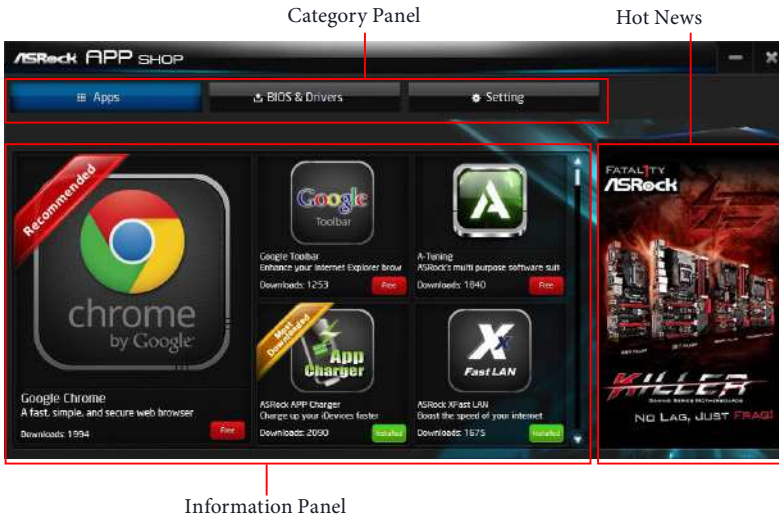 Category Panel
Hot News
ASRock APP SHOP
Apps
BIOS & Drivers
Setting
Recommended
chrome
by Google
Google Chrome
A fast, simple, and secure web browser
Downloads: 1994
Free
Google
Toolbar
Google Toolbar
Enhance your Internet Explorer brow
Downloads: 1253
Free
A-Tuning
ASRock's multi purpose software suit
Downloads: 1840
Free
Most
Downloaded
App
Charger
ASRock APP Charger
Charge up your iDevices faster
Downloads: 2090
Installed
X
Fast LAN
ASRock XFast LAN
Boost the speed of your internet
Downloads: 1675
Installed
FATAL1TY
ASRock
KILLER
GAMING SERIES MOTHERBOARDS
NO LAG, JUST FRAG!
Information Panel